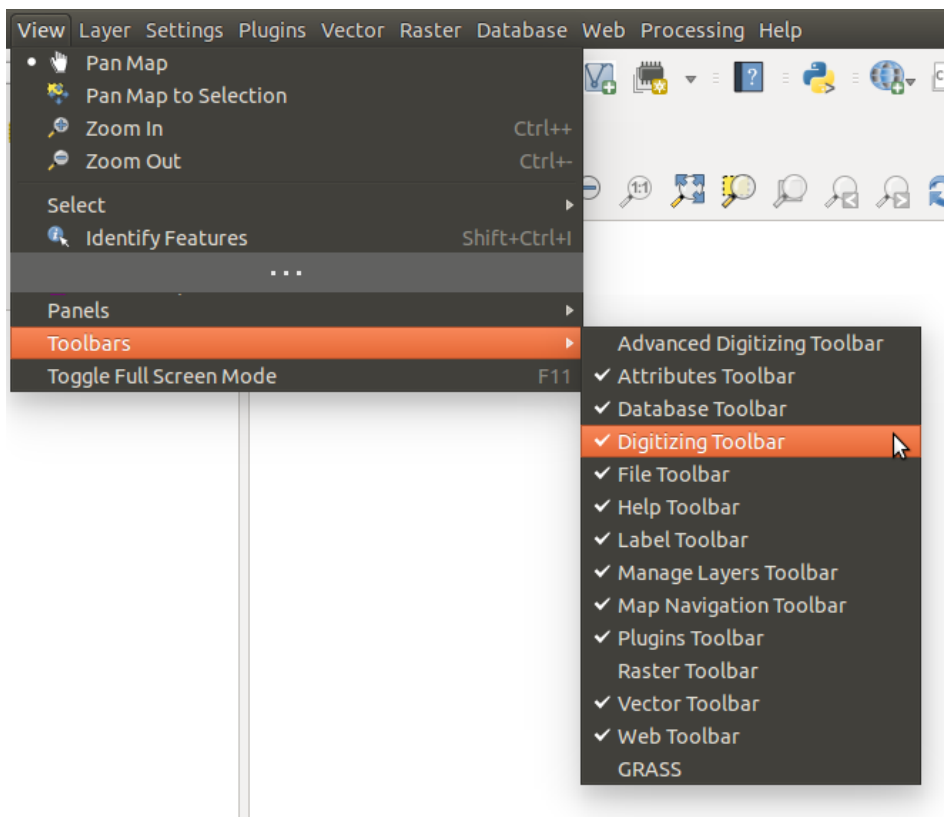 View Layer Settings Plugins Vector Raster Database Web Processing Help
Pan Map
Pan Map to Selection
Zoom In Ctrl++
Zoom Out Ctrl+-
1:1
Select
Identify Features Shift+Ctrl+I
...
Panels
Toolbars
Toggle Full Screen Mode F11
Advanced Digitizing Toolbar
Attributes Toolbar
Database Toolbar
Digitizing Toolbar
File Toolbar
Help Toolbar
Label Toolbar
Manage Layers Toolbar
Map Navigation Toolbar
Plugins Toolbar
Raster Toolbar
Vector Toolbar
Web Toolbar
GRASS